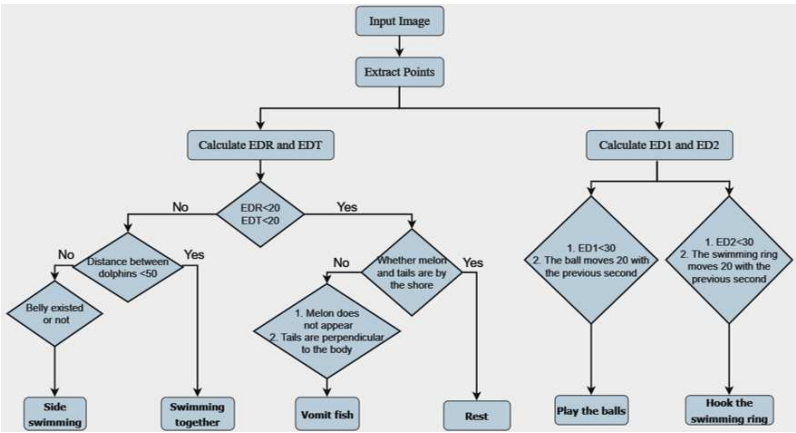 Input Image
Extract Points
Calculate EDR and EDT
Calculate ED1 and ED2
EDR<20
EDT<20
No
Yes
Distance between
dolphins <50
No
Yes
Belly existed
or not
Whether melon
and tails are by
the shore
No
Yes
1. Melon does
not appear
2. Tails are perpendicular
to the body
1. ED1<30
2. The ball moves 20 with
the previous second
1. ED2<30
2. The swimming ring
moves 20 with the
previous second
Side
swimming
Swimming
together
Vomit fish
Rest
Play the balls
Hook the
swimming ring